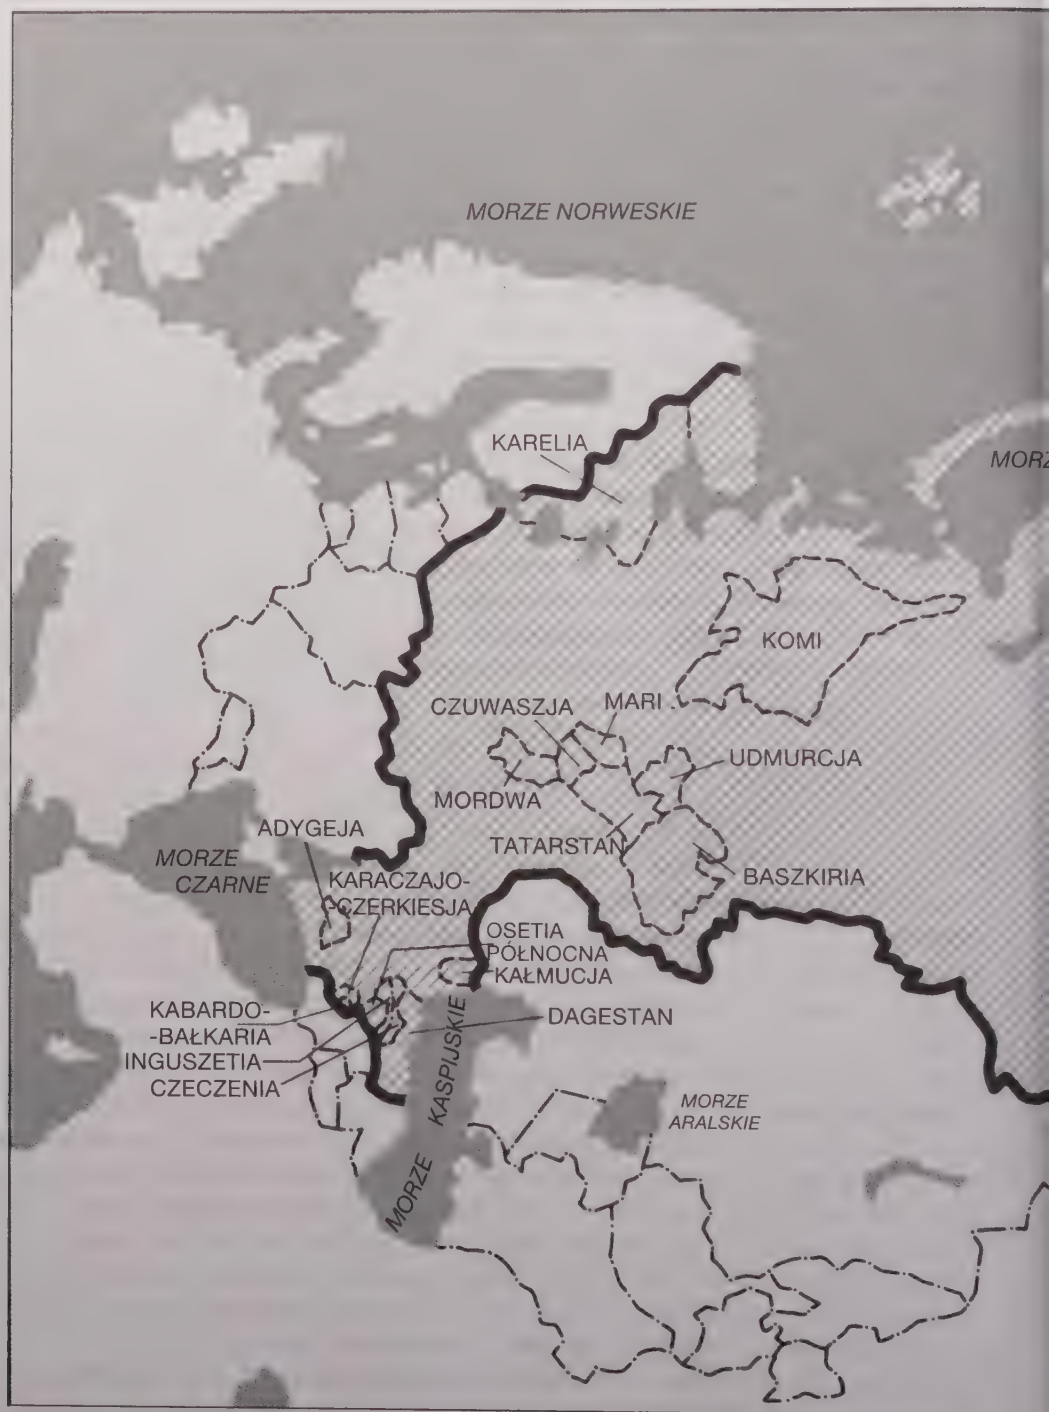 MORZE NORWESKIE
KARELIA
MORZ
KOMI
CZUWASZJA
MARI
UDMURCJA
MORDWA
ADYGEJA
TATARSTAN
MORZE
CZARNE
BASZKIRIA
KARACZAJO-
-CZERKIESJA
OSETIA
PÓŁNOCNA
KAŁMUCJA
KABARDO-
-BAŁKARIA
DAGESTAN
INGUSZETIA
CZECZENIA
MORZE KASPIJSKIE
MORZE
ARALSKIE